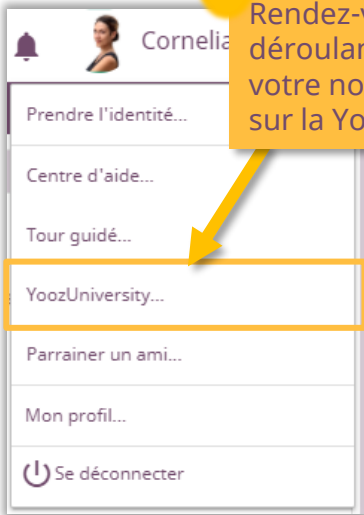 Cornelia
Rendez-v
déroulan
votre no
sur la Yo
Prendre l'identité...
Centre d'aide...
Tour guidé...
YoozUniversity...
Parrainer un ami...
Mon profil...
Se déconnecter